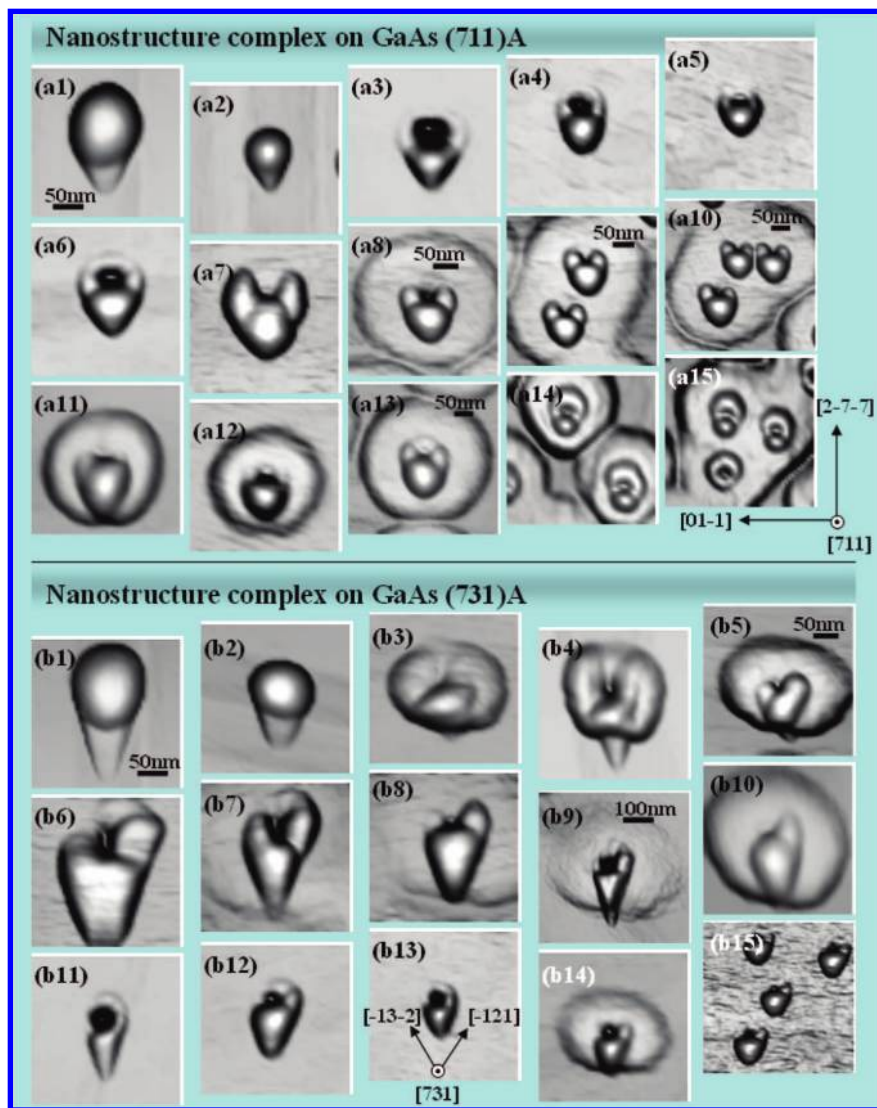 Nanostructure complex on GaAs (711)A
(a1)
50nm
(a2)
(a3)
(a4)
(a5)
(a6)
(a7)
(a8)
50nm
50nm
(a10)
50nm
(a11)
(a12)
(a13)
50nm
(a14)
(a15)
[2-7-7]
[01-1]
[711]
Nanostructure complex on GaAs (731)A
(b1)
50nm
(b2)
(b3)
(b4)
(b5)
50nm
(b6)
(b7)
(b8)
(b9)
100nm
(b10)
(b11)
(b12)
(b13)
[-13-2]
[-121]
[731]
(b14)
(b15)